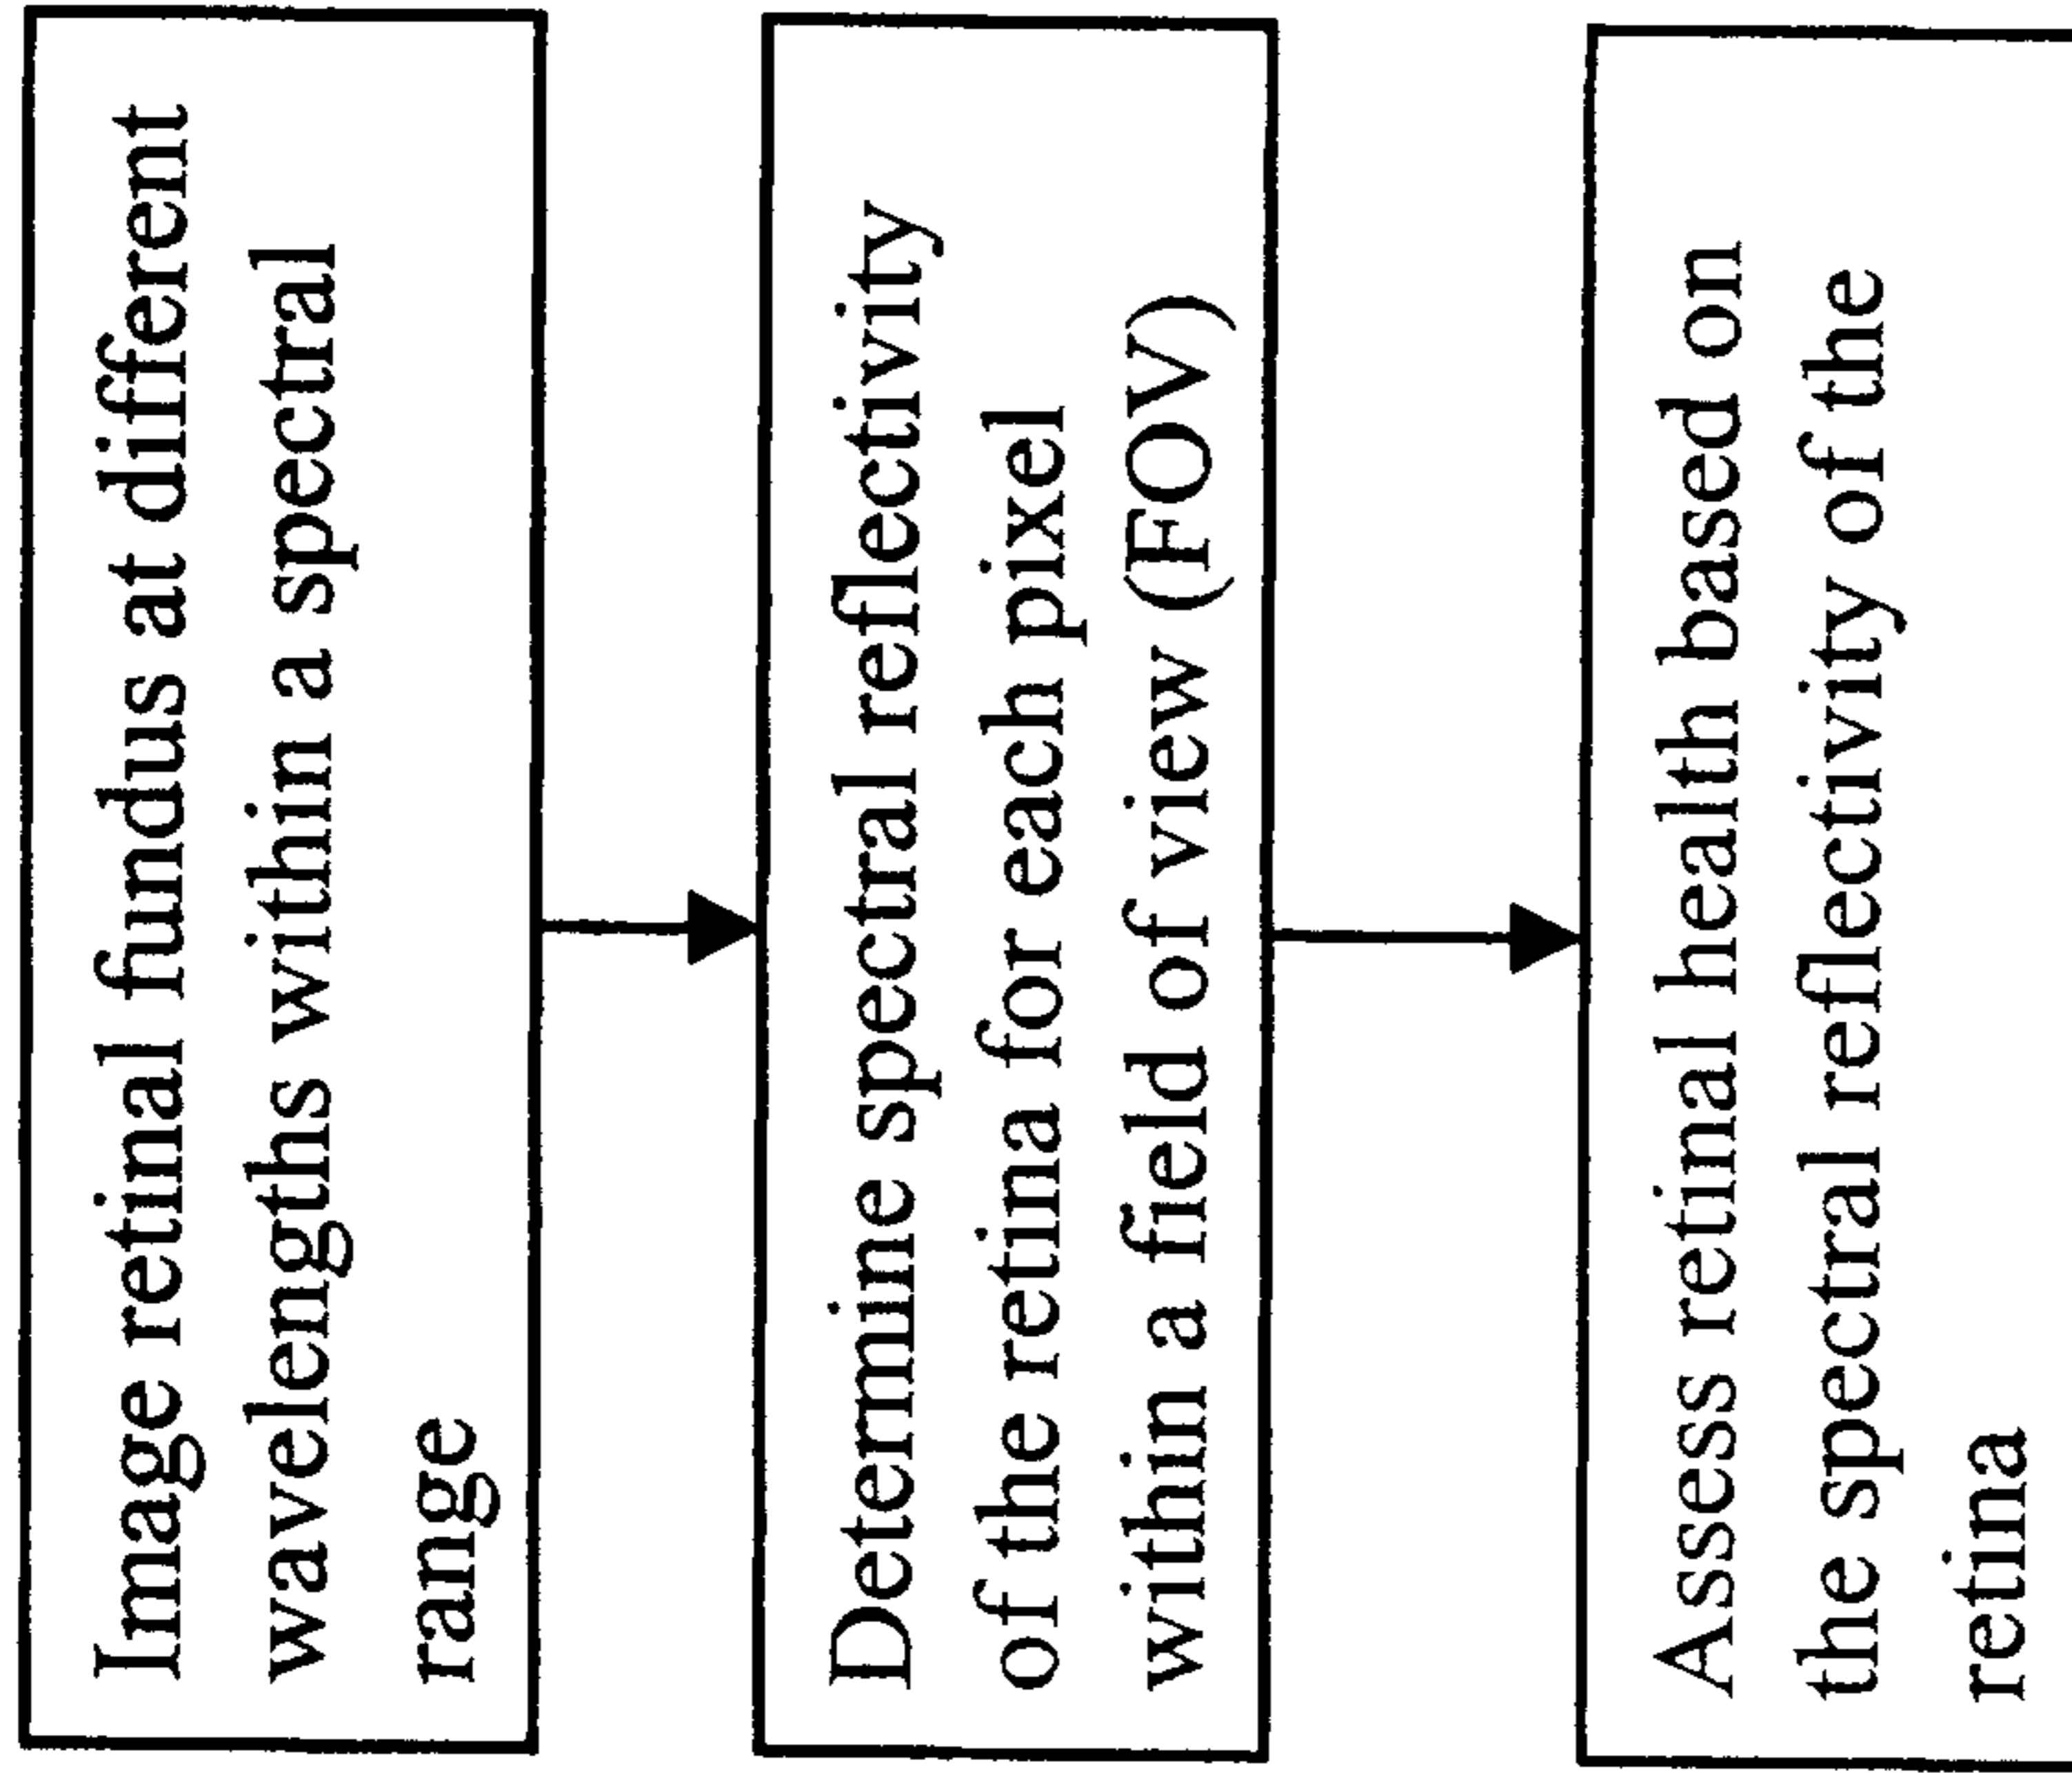 Image retinal fundus at different
wavelengths within a spectral
range
Determine spectral reflectivity
of the retina for each pixel
within a field of view (FOV)
Assess retinal health based on
the spectral reflectivity of the
retina